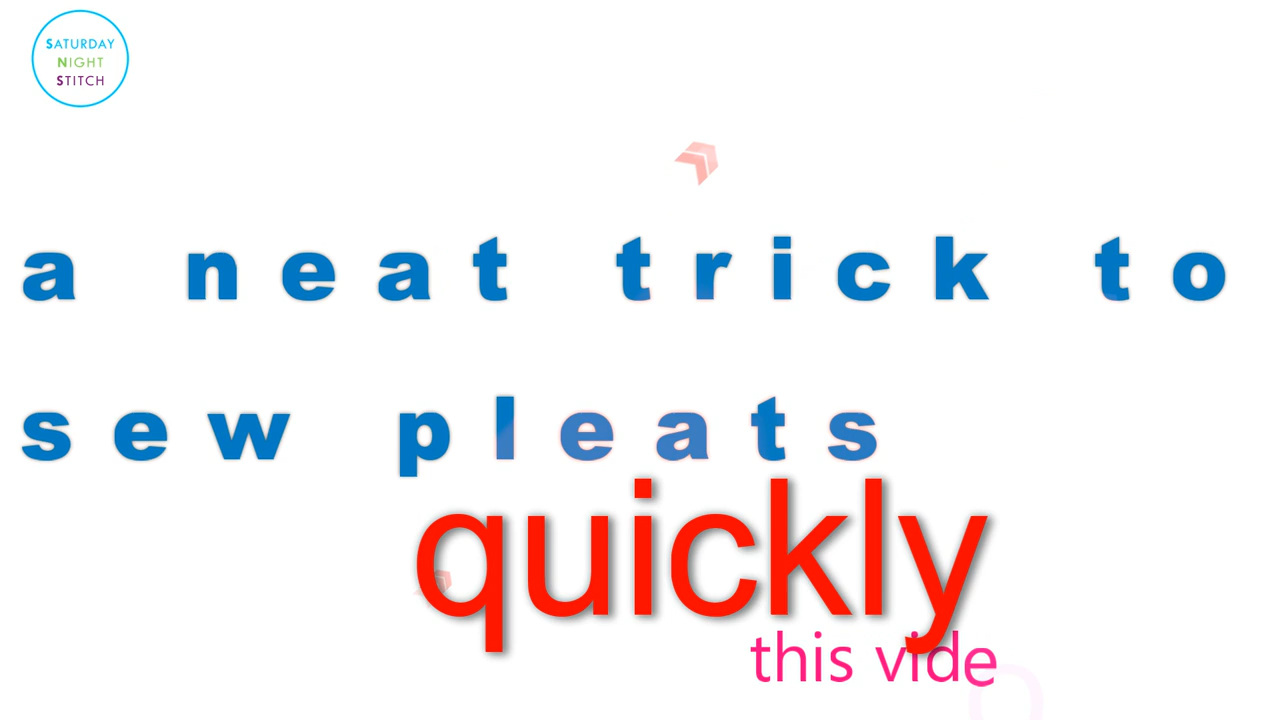 SATURDAY
NIGHT
STITCH
a neat trick to
sew pleats
quickly
this vide